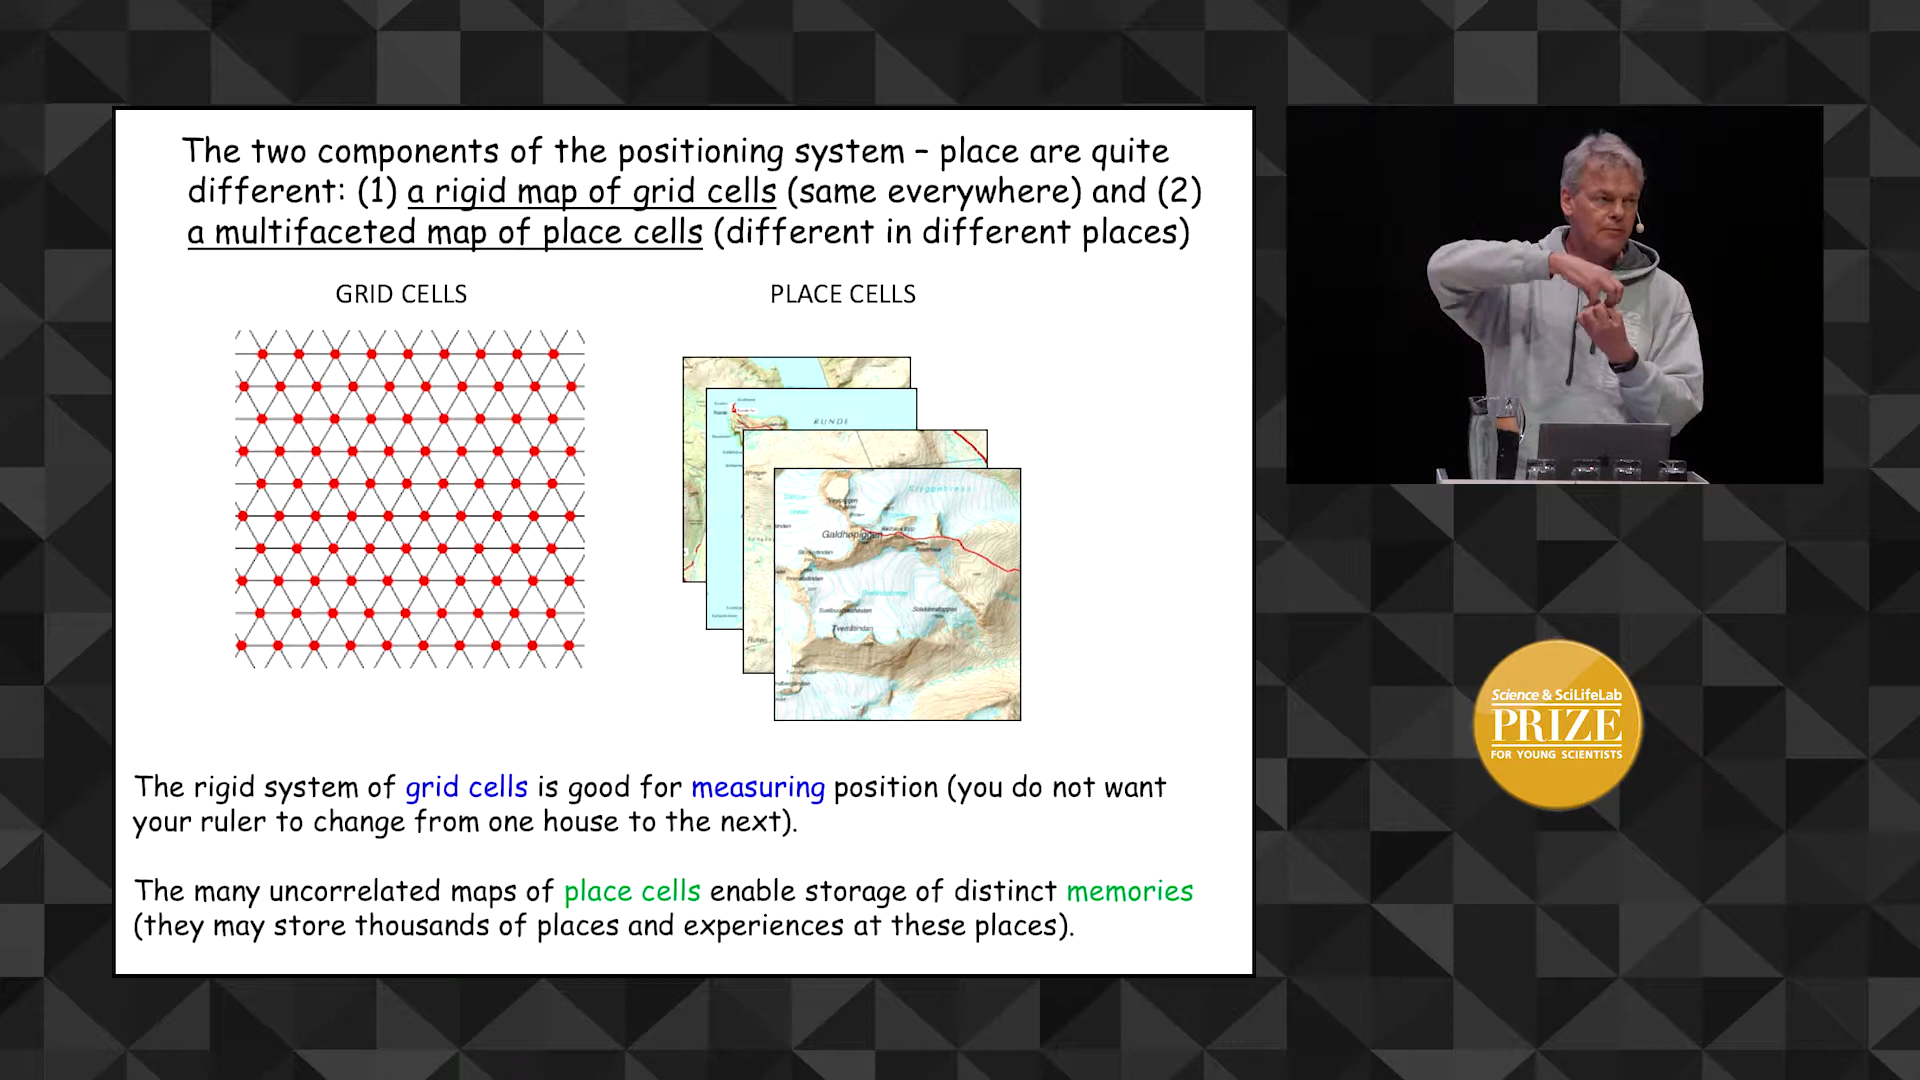 The two components of the positioning system – place are quite
different: (1) a rigid map of grid cells (same everywhere) and (2)
a multifaceted map of place cells (different in different places)
GRID CELLS
PLACE CELLS
RUNDE
Galdhøpiggen
Tverråtindan
The rigid system of grid cells is good for measuring position (you do not want
your ruler to change from one house to the next).
The many uncorrelated maps of place cells enable storage of distinct memories
(they may store thousands of places and experiences at these places).
Science & SciLifeLab
PRIZE
FOR YOUNG SCIENTISTS